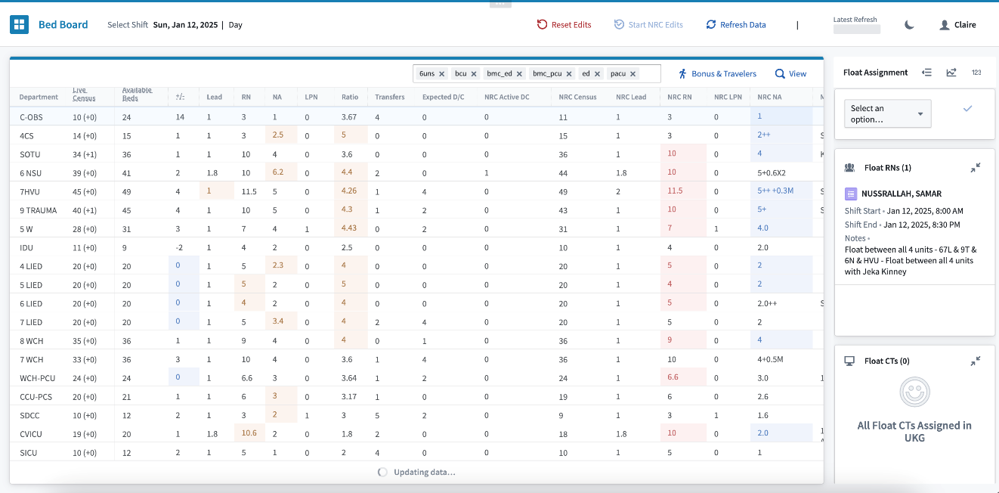 Bed Board Select Shift Sun, Jan 12, 2025 | Day Reset Edits Start NRC Edits Refresh Data | Latest Refresh Claire
6uns bcu bmc_ed bmc_pcu ed pacu Bonus & Travelers View
Department Live Census Available Beds +/- Lead RN NA LPN Ratio Transfers Expected D/C NRC Active DC NRC Census NRC Lead NRC RN NRC LPN NRC NA
C-OBS 10 (+0) 24 14 1 3 1 0 3.67 4 0 0 11 1 3 0 1
4CS 14 (+1) 15 1 1 3 2.5 0 5 0 0 0 15 1 3 0 2++ S
SOTU 34 (+1) 36 1 1 10 4 0 3.6 0 0 0 36 1 10 0 4 K
6 NSU 39 (+0) 41 2 1.8 10 6.2 0 4.4 2 0 1 44 1.8 10 0 5+0.6X2
7HVU 45 (+0) 49 4 1 11.5 5 0 4.26 1 4 0 49 2 11.5 0 5++ +0.3M S
9 TRAUMA 40 (+1) 45 4 1 10 5 0 4.3 1 2 0 43 1 10 0 5+ S
5 W 28 (+0) 31 3 1 7 4 1 4.43 0 2 0 31 1 7 1 4.0
IDU 11 (+0) 9 -2 1 4 2 0 2.5 0 0 0 10 1 4 0 2.0
4 LIED 20 (+0) 20 0 1 5 2.3 0 4 0 0 0 20 1 5 0 2
5 LIED 20 (+0) 20 0 1 5 2 0 5 0 0 0 20 1 4 0 2
6 LIED 20 (+0) 20 0 1 4 2 0 4 0 0 0 20 1 5 0 2.0++ S
7 LIED 20 (+0) 20 0 1 5 3.4 0 4 2 4 0 20 1 5 0 2
8 WCH 35 (+0) 36 1 1 9 4 0 4 0 1 0 36 1 9 0 4
7 WCH 33 (+0) 36 3 1 10 4 0 3.6 1 4 0 36 1 10 0 4+0.5M
WCH-PCU 24 (+0) 24 0 1 6.6 3 0 3.64 1 2 0 24 1 6.6 0 3.0 1
CCU-PCS 20 (+0) 21 1 1 6 3 0 3.17 1 0 0 19 1 6 0 2.6
SDCC 10 (+0) 12 2 1 3 2 1 3 5 2 0 9 1 3 1 1.6
CVICU 19 (+0) 20 1 1.8 10.6 2 0 1.8 2 0 0 18 1.8 10 0 2.0 1
SICU 10 (+0) 12 2 1 5 1 0 2 4 0 0 10 1 5 0 1
Updating data...
Float Assignment 123
Select an
option...
Float RNs (1)
NUSSRALLAH, SAMAR
Shift Start • Jan 12, 2025, 8:00 AM
Shift End • Jan 12, 2025, 8:30 PM
Notes •
Float between all 4 units - 67L & 9T &
6N & HVU - Float between all 4 units
with Jeka Kinney
Float CTs (0)
All Float CTs Assigned in
UKG